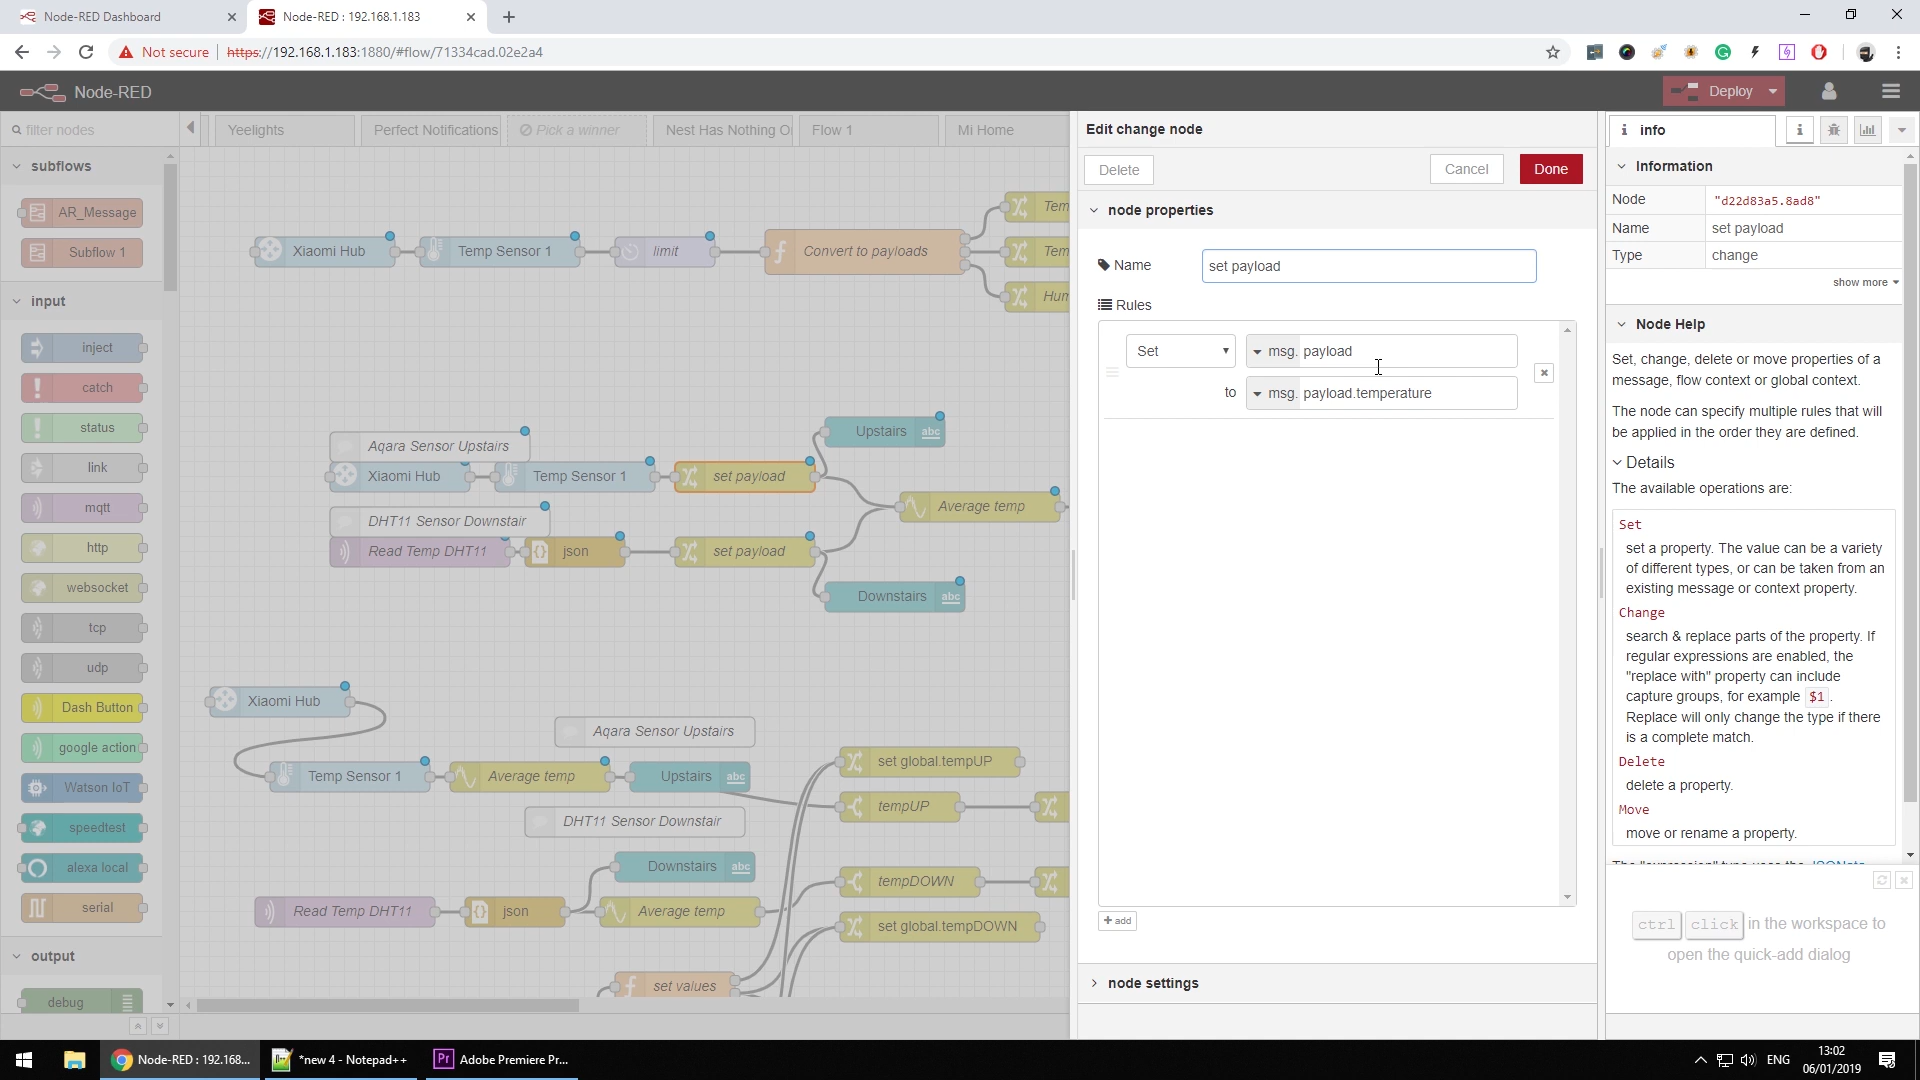 Node-RED Dashboard
Node-RED : 192.168.1.183
Not secure
https://192.168.1.183:1880/#flow/71334cad.02e2a4
Node-RED
Deploy
filter nodes
Yeelights
Perfect Notifications
Pick a winner
Nest Has Nothing O
Flow 1
Mi Home
subflows
AR_Message
Subflow 1
input
inject
catch
status
link
mqtt
http
websocket
tcp
udp
Dash Button
google action
Watson IoT
speedtest
alexa local
serial
output
debug
Xiaomi Hub
Temp Sensor 1
limit
Convert to payloads
Tem
Tem
Hum
Aqara Sensor Upstairs
Xiaomi Hub
Temp Sensor 1
set payload
Upstairs
abc
Average temp
DHT11 Sensor Downstair
Read Temp DHT11
json
set payload
Downstairs
abc
Xiaomi Hub
Aqara Sensor Upstairs
Temp Sensor 1
Average temp
Upstairs
abc
set global.tempUP
tempUP
DHT11 Sensor Downstair
Downstairs
abc
tempDOWN
Read Temp DHT11
json
Average temp
set global.tempDOWN
set values
Edit change node
Delete
Cancel
Done
node properties
Name
set payload
Rules
Set
msg. payload
to
msg. payload.temperature
add
node settings
info
Information
Node "d22d83a5.8ad8"
Name set payload
Type change
show more
Node Help
Set, change, delete or move properties of a
message, flow context or global context.
The node can specify multiple rules that will
be applied in the order they are defined.
Details
The available operations are:
Set
set a property. The value can be a variety
of different types, or can be taken from an
existing message or context property.
Change
search & replace parts of the property. If
regular expressions are enabled, the
"replace with" property can include
capture groups, for example $1 .
Replace will only change the type if there
is a complete match.
Delete
delete a property.
Move
move or rename a property.
ctrl click in the workspace to
open the quick-add dialog
Node-RED : 192.168...
*new 4 - Notepad++
Pr
Adobe Premiere Pr...
ENG
13:02
06/01/2019